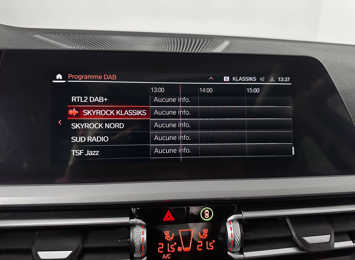 Programme DAB KLASSIKS 13:37
13:00 14:00 15:00
RTL2 DAB+ Aucune info.
SKYROCK KLASSIKS Aucune info.
SKYROCK NORD Aucune info.
SUD RADIO Aucune info.
TSF Jazz Aucune info.
21.5 21.5
A/C